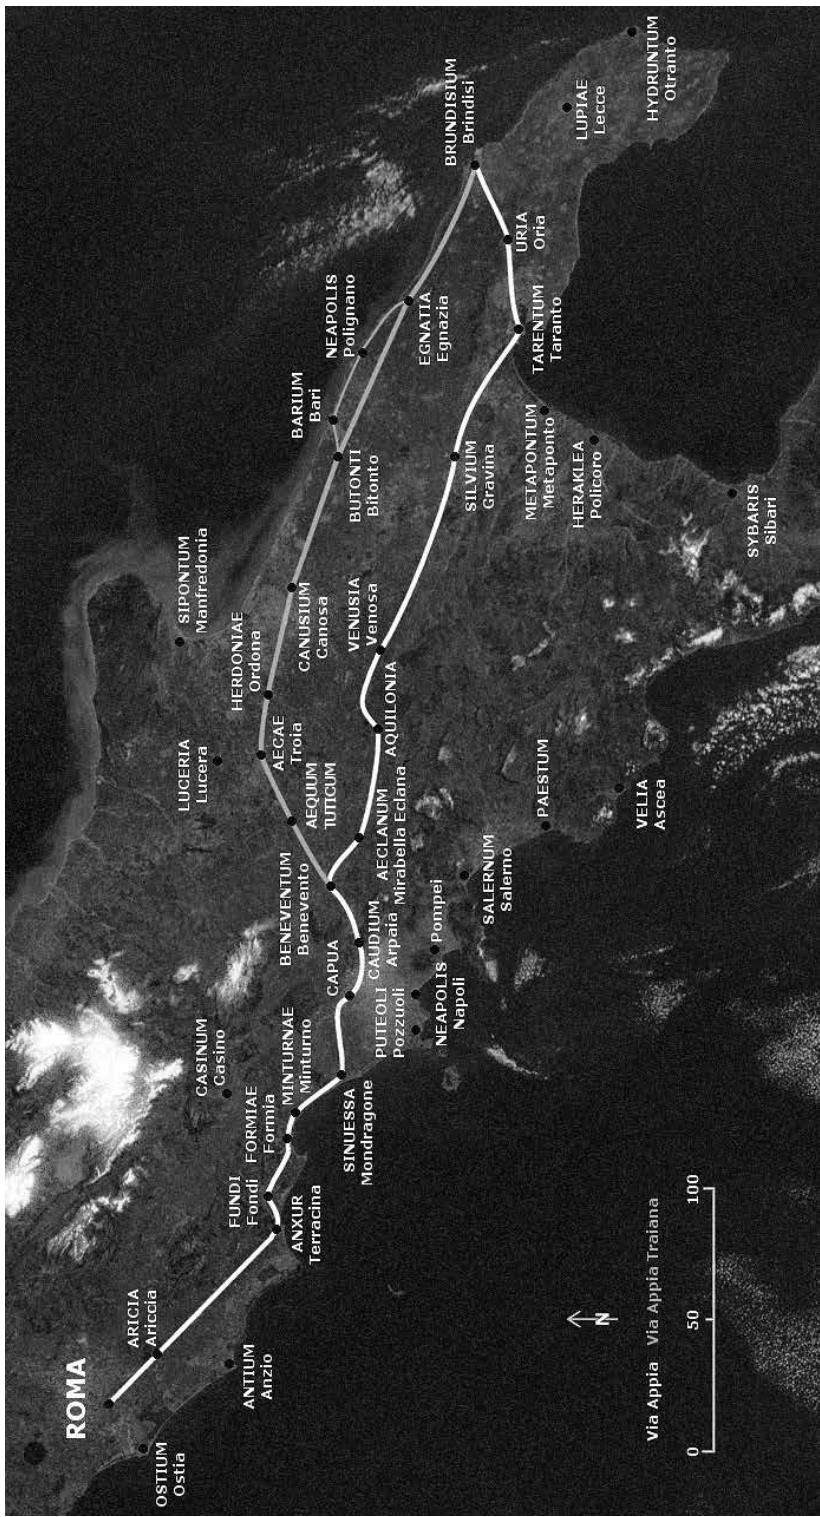 ROMA
OSTIUM
Ostia
ARICIA
Ariccia
ANTIUM
Anzio
ANXUR
Terracina
FUNDI
Fondi
FORMIAE
Formia
MINTURNAE
Minturno
CASINUM
Casino
SINUESSA
Mondragone
CAPUA
PUTEOLI
Pozzuoli
NEAPOLIS
Napoli
Pompei
CAUDIUM
Arpaia
BENEVENTUM
Benevento
SALERNUM
Salerno
AECLANUM
Mirabella Eclana
AEQUUM
TUTICUM
PAESTUM
VELIA
Ascea
LUCERIA
Lucera
AECAE
Troia
AQUILONIA
HERDONIAE
Ordona
SIPONTUM
Manfredonia
VENUSIA
Venosa
CANUSIUM
Canosa
SILVIUM
Gravina
BUTONTI
Bitonto
BARIUM
Bari
METAPONTUM
Metaponto
HERAKLEA
Policoro
SYBARIS
Sibari
NEAPOLIS
Polignano
EGNATIA
Egnazia
TARENTUM
Taranto
URIA
Oria
BRUNDISIUM
Brindisi
LUPIAE
Lecce
HYDRUNTUM
Otranto
N
Via Appia Via Appia Traiana
0 50 100